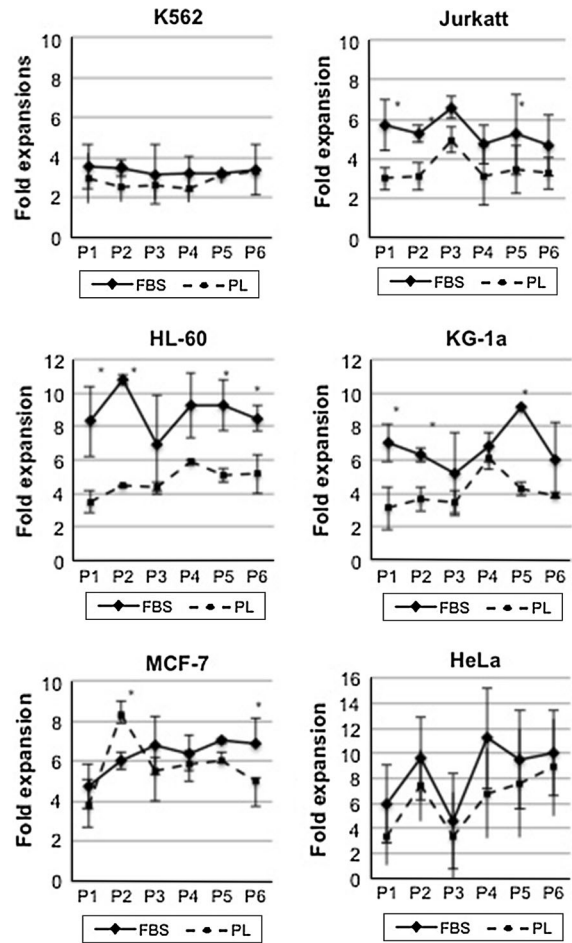 K562
Jurkatt
Fold expansions
10
8
6
4
2
0
P1 P2 P3 P4 P5 P6
FBS PL
Fold expansion
10
8
6
4
2
0
* * *
P1 P2 P3 P4 P5 P6
FBS PL
HL-60
KG-1a
Fold expansion
12
10
8
6
4
2
0
* * * *
P1 P2 P3 P4 P5 P6
FBS PL
Fold expansion
12
10
8
6
4
2
0
* * *
P1 P2 P3 P4 P5 P6
FBS PL
MCF-7
HeLa
Fold expansion
10
8
6
4
2
0
* *
P1 P2 P3 P4 P5 P6
FBS PL
Fold expansion
16
14
12
10
8
6
4
2
0
P1 P2 P3 P4 P5 P6
FBS PL